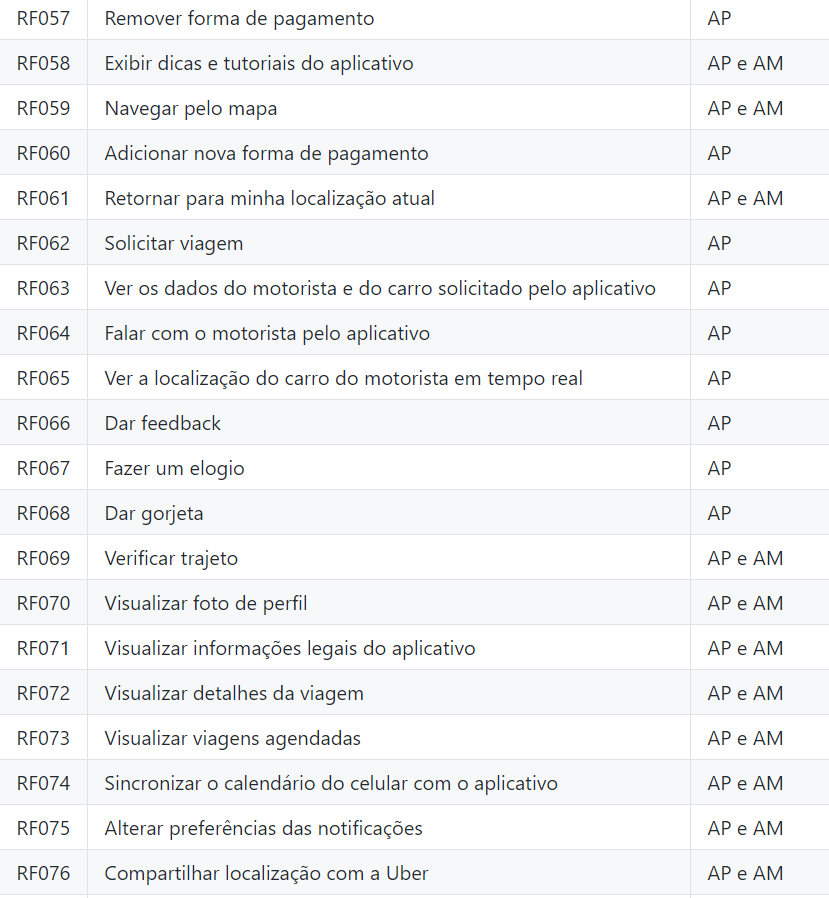 RF057 Remover forma de pagamento AP
RF058 Exibir dicas e tutoriais do aplicativo AP e AM
RF059 Navegar pelo mapa AP e AM
RF060 Adicionar nova forma de pagamento AP
RF061 Retornar para minha localização atual AP e AM
RF062 Solicitar viagem AP
RF063 Ver os dados do motorista e do carro solicitado pelo aplicativo AP
RF064 Falar com o motorista pelo aplicativo AP
RF065 Ver a localização do carro do motorista em tempo real AP
RF066 Dar feedback AP
RF067 Fazer um elogio AP
RF068 Dar gorjeta AP
RF069 Verificar trajeto AP e AM
RF070 Visualizar foto de perfil AP e AM
RF071 Visualizar informações legais do aplicativo AP e AM
RF072 Visualizar detalhes da viagem AP e AM
RF073 Visualizar viagens agendadas AP e AM
RF074 Sincronizar o calendário do celular com o aplicativo AP e AM
RF075 Alterar preferências das notificações AP e AM
RF076 Compartilhar localização com a Uber AP e AM